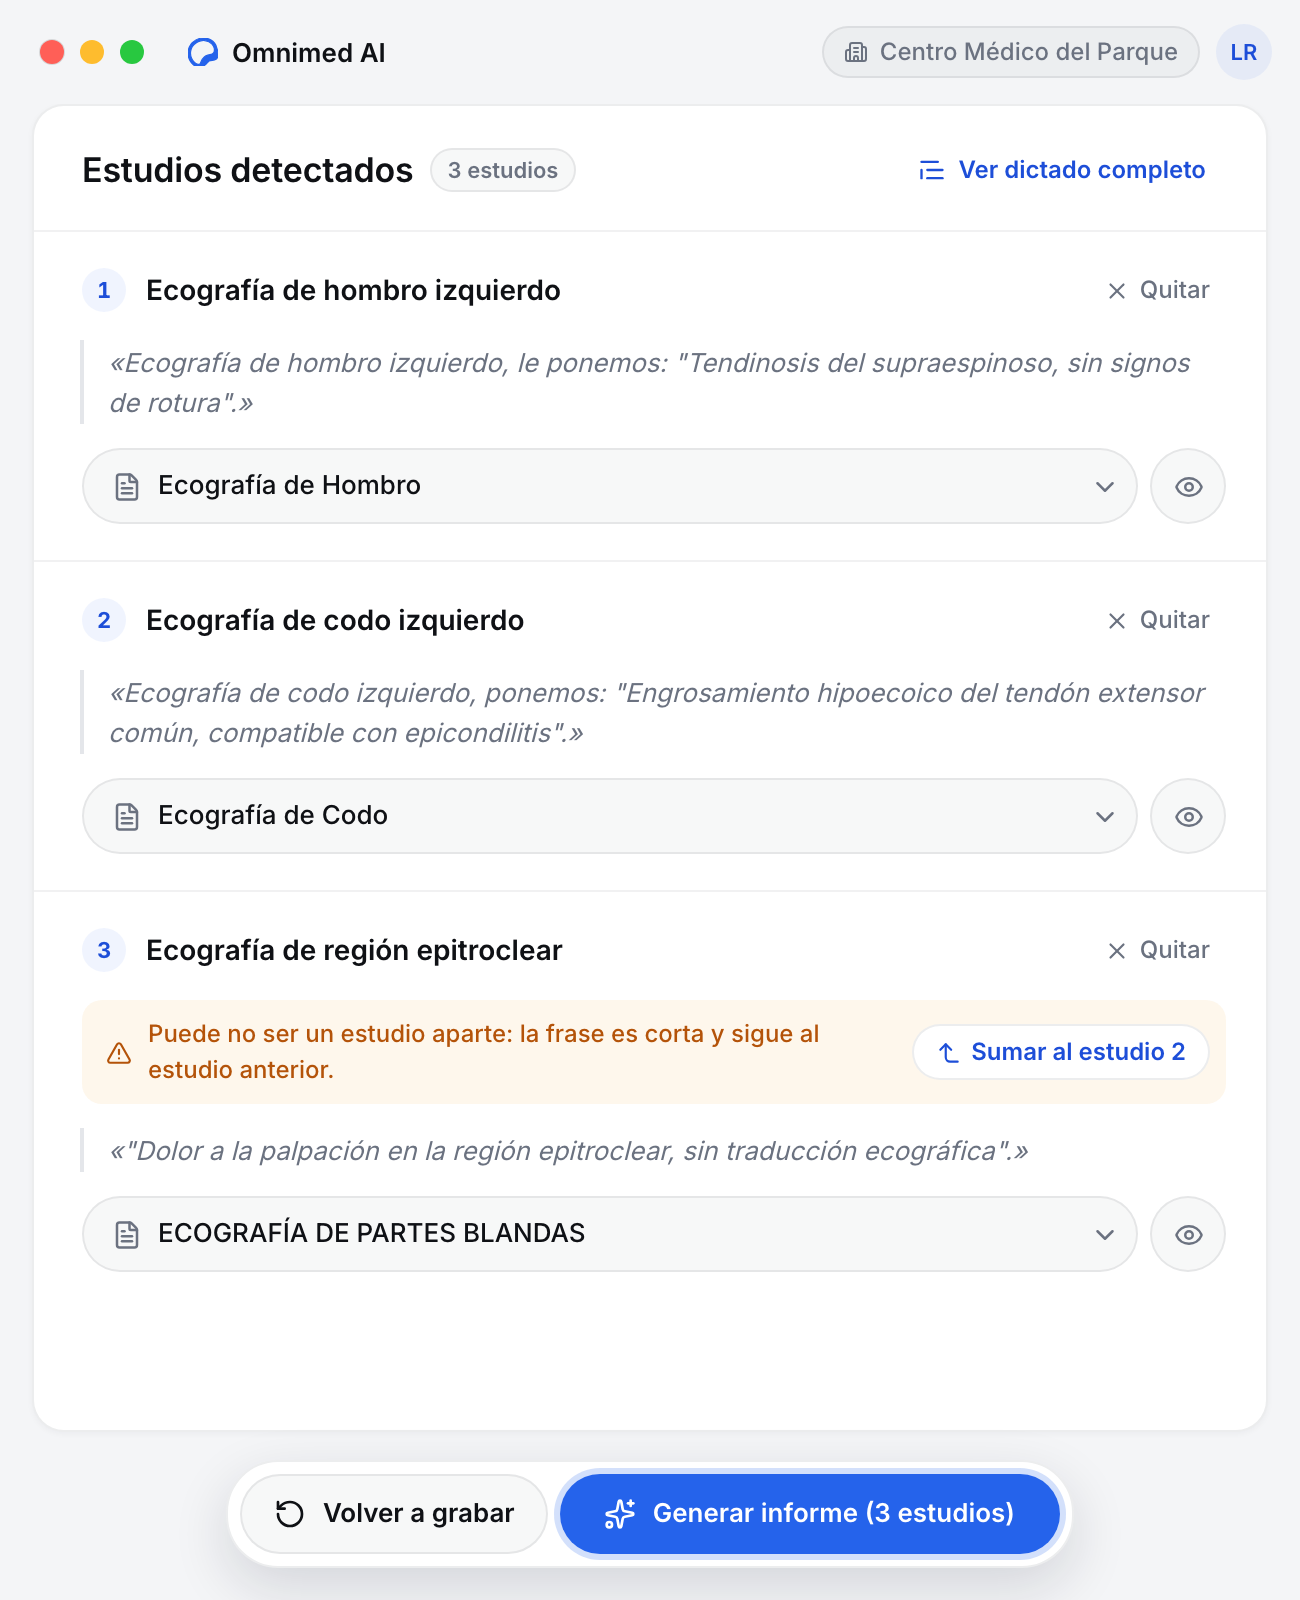 Omnimed AI
Centro Médico del Parque
LR
Estudios detectados
3 estudios
Ver dictado completo
1
Ecografía de hombro izquierdo
Quitar
«Ecografía de hombro izquierdo, le ponemos: "Tendinosis del supraespinoso, sin signos
de rotura".»
Ecografía de Hombro
2
Ecografía de codo izquierdo
Quitar
«Ecografía de codo izquierdo, ponemos: "Engrosamiento hipoecoico del tendón extensor
común, compatible con epicondilitis".»
Ecografía de Codo
3
Ecografía de región epitroclear
Quitar
Puede no ser un estudio aparte: la frase es corta y sigue al
estudio anterior.
Sumar al estudio 2
«"Dolor a la palpación en la región epitroclear, sin traducción ecográfica".»
ECOGRAFÍA DE PARTES BLANDAS
Volver a grabar
Generar informe (3 estudios)